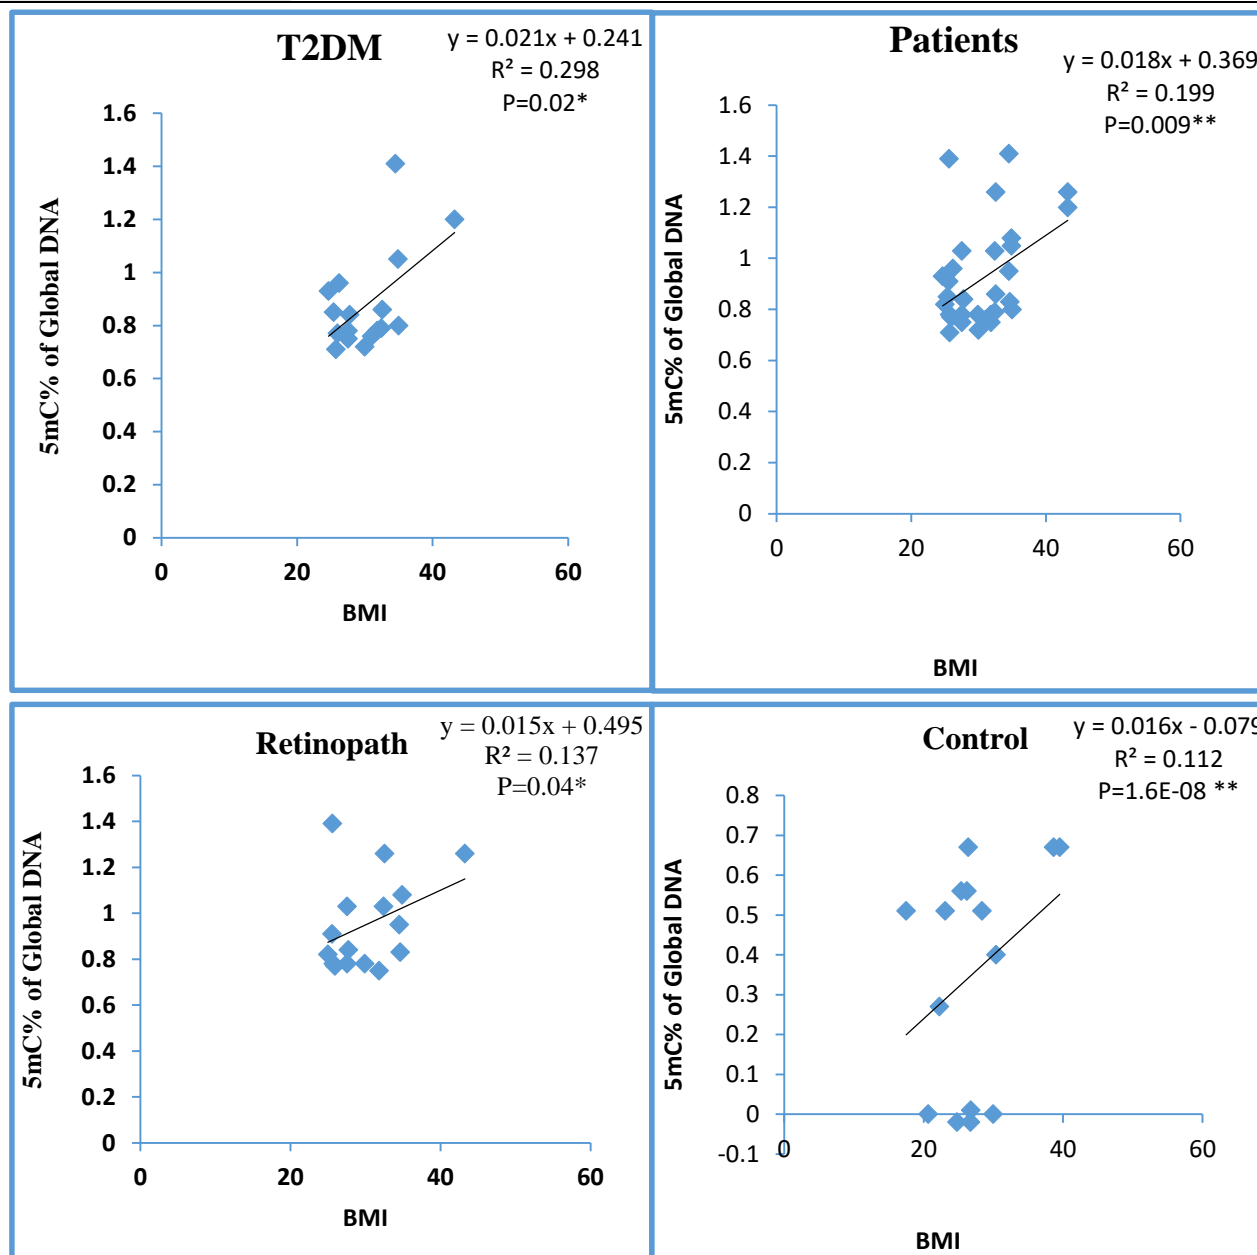 T2DM
y = 0.021x + 0.241
R² = 0.298
P=0.02*
1.6
1.4
1.2
1
0.8
0.6
0.4
0.2
0
0 20 40 60
5mC% of Global DNA
BMI
Patients
y = 0.018x + 0.369
R² = 0.199
P=0.009**
1.6
1.4
1.2
1
0.8
0.6
0.4
0.2
0
0 20 40 60
5mC% of Global DNA
BMI
Retinopath
y = 0.015x + 0.495
R² = 0.137
P=0.04*
1.6
1.4
1.2
1
0.8
0.6
0.4
0.2
0
0 20 40 60
5mC% of Global DNA
BMI
Control
y = 0.016x - 0.079
R² = 0.112
P=1.6E-08 **
0.8
0.7
0.6
0.5
0.4
0.3
0.2
0.1
0
-0.1
0 20 40 60
5mC% of Global DNA
BMI